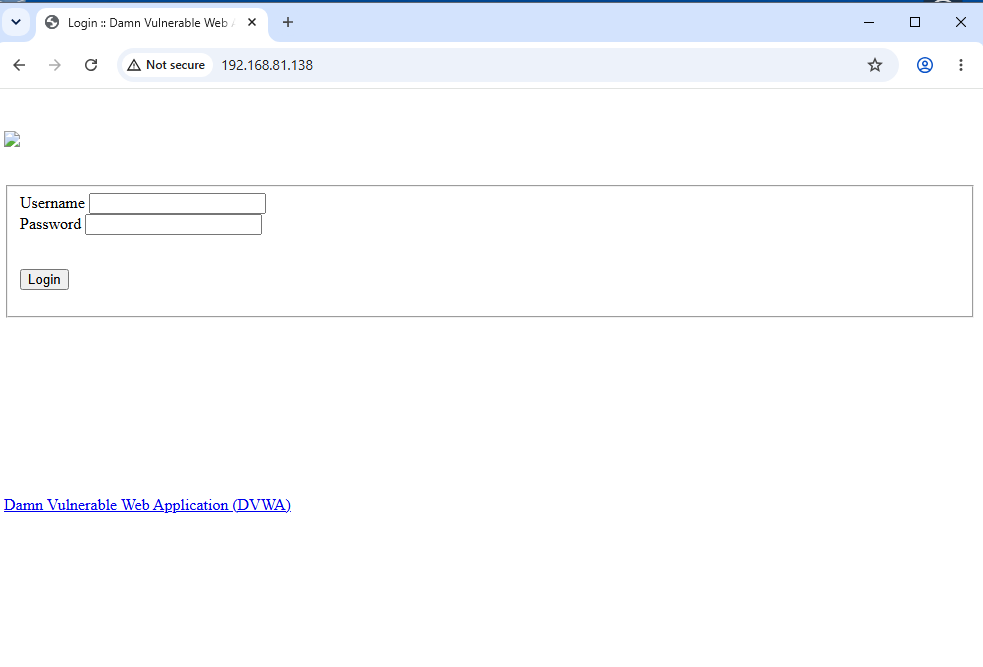 Login :: Damn Vulnerable Web
Not secure
192.168.81.138
Username
Password
Login
Damn Vulnerable Web Application (DVWA)